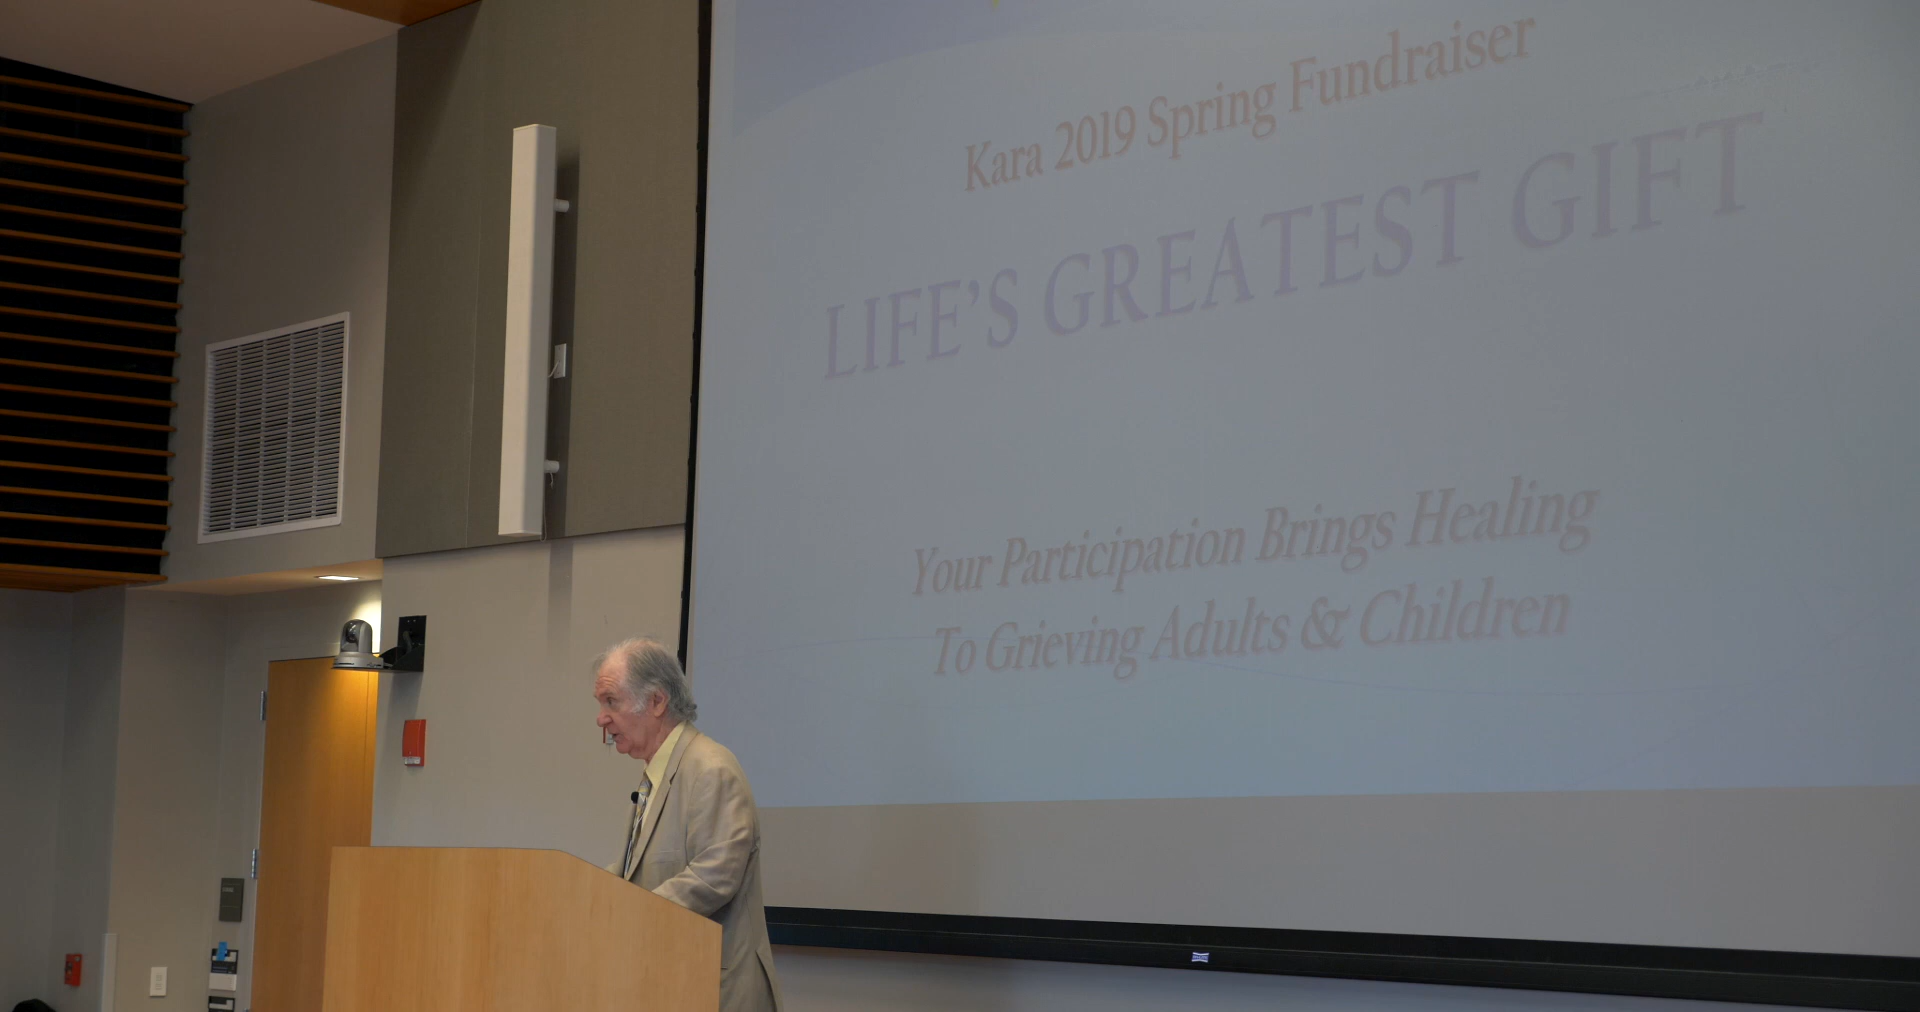 Kara 2019 Spring Fundraiser
LIFE'S GREATEST GIFT
Your Participation Brings Healing
To Grieving Adults & Children